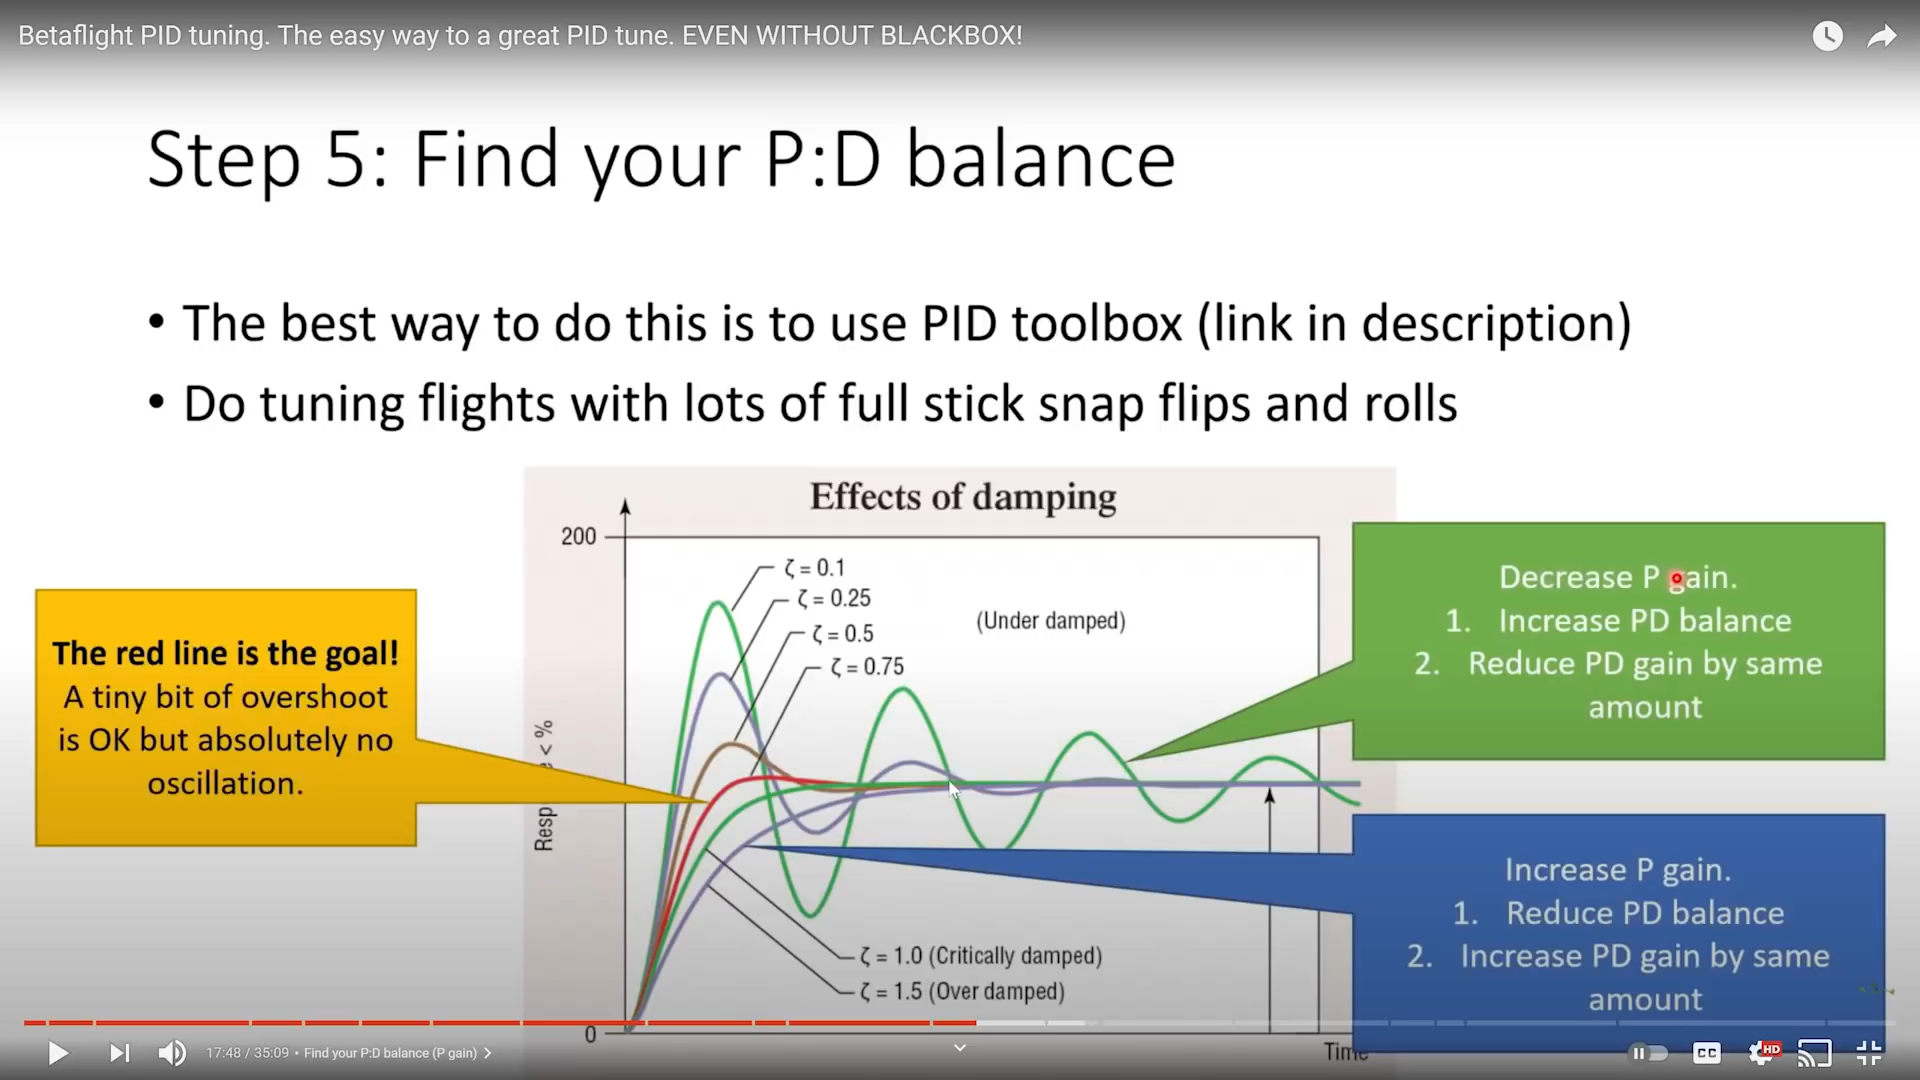 Betaflight PID tuning. The easy way to a great PID tune. EVEN WITHOUT BLACKBOX!
Step 5: Find your P:D balance
• The best way to do this is to use PID toolbox (link in description)
• Do tuning flights with lots of full stick snap flips and rolls
Effects of damping
200
ζ = 0.1
ζ = 0.25
ζ = 0.5
ζ = 0.75
(Under damped)
Decrease P gain.
1. Increase PD balance
2. Reduce PD gain by same
amount
The red line is the goal!
A tiny bit of overshoot
is OK but absolutely no
oscillation.
< %
Increase P gain.
1. Reduce PD balance
2. Increase PD gain by same
amount
ζ = 1.0 (Critically damped)
ζ = 1.5 (Over damped)
0
Time
17:48 / 35:09 • Find your P:D balance (P gain)
CC
HD